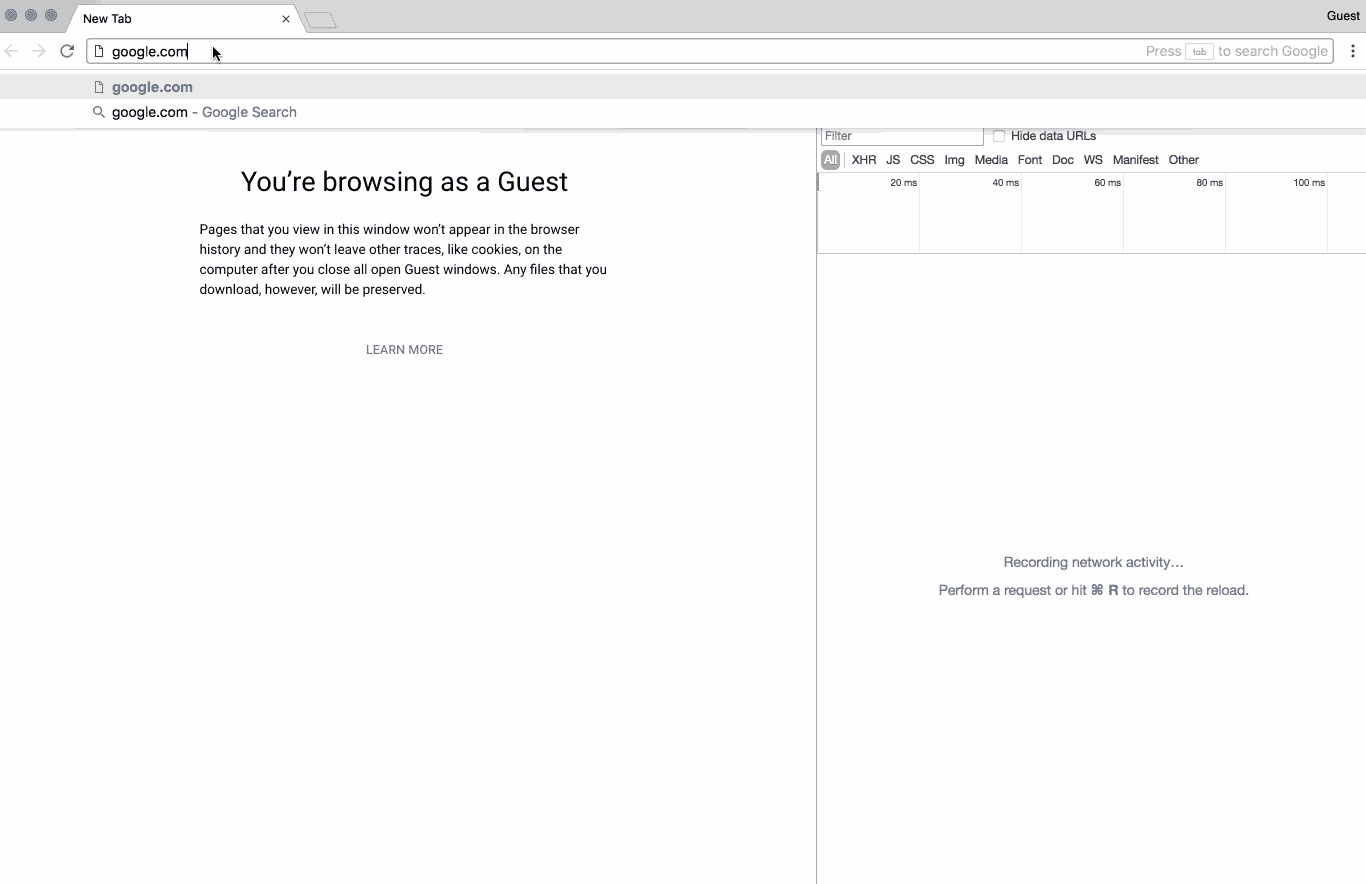 New Tab
Guest
google.com
Press tab to search Google
google.com
google.com - Google Search
Filter
Hide data URLs
All XHR JS CSS Img Media Font Doc WS Manifest Other
20 ms 40 ms 60 ms 80 ms 100 ms
You’re browsing as a Guest
Pages that you view in this window won’t appear in the browser
history and they won’t leave other traces, like cookies, on the
computer after you close all open Guest windows. Any files that you
download, however, will be preserved.
LEARN MORE
Recording network activity…
Perform a request or hit ⌘ R to record the reload.